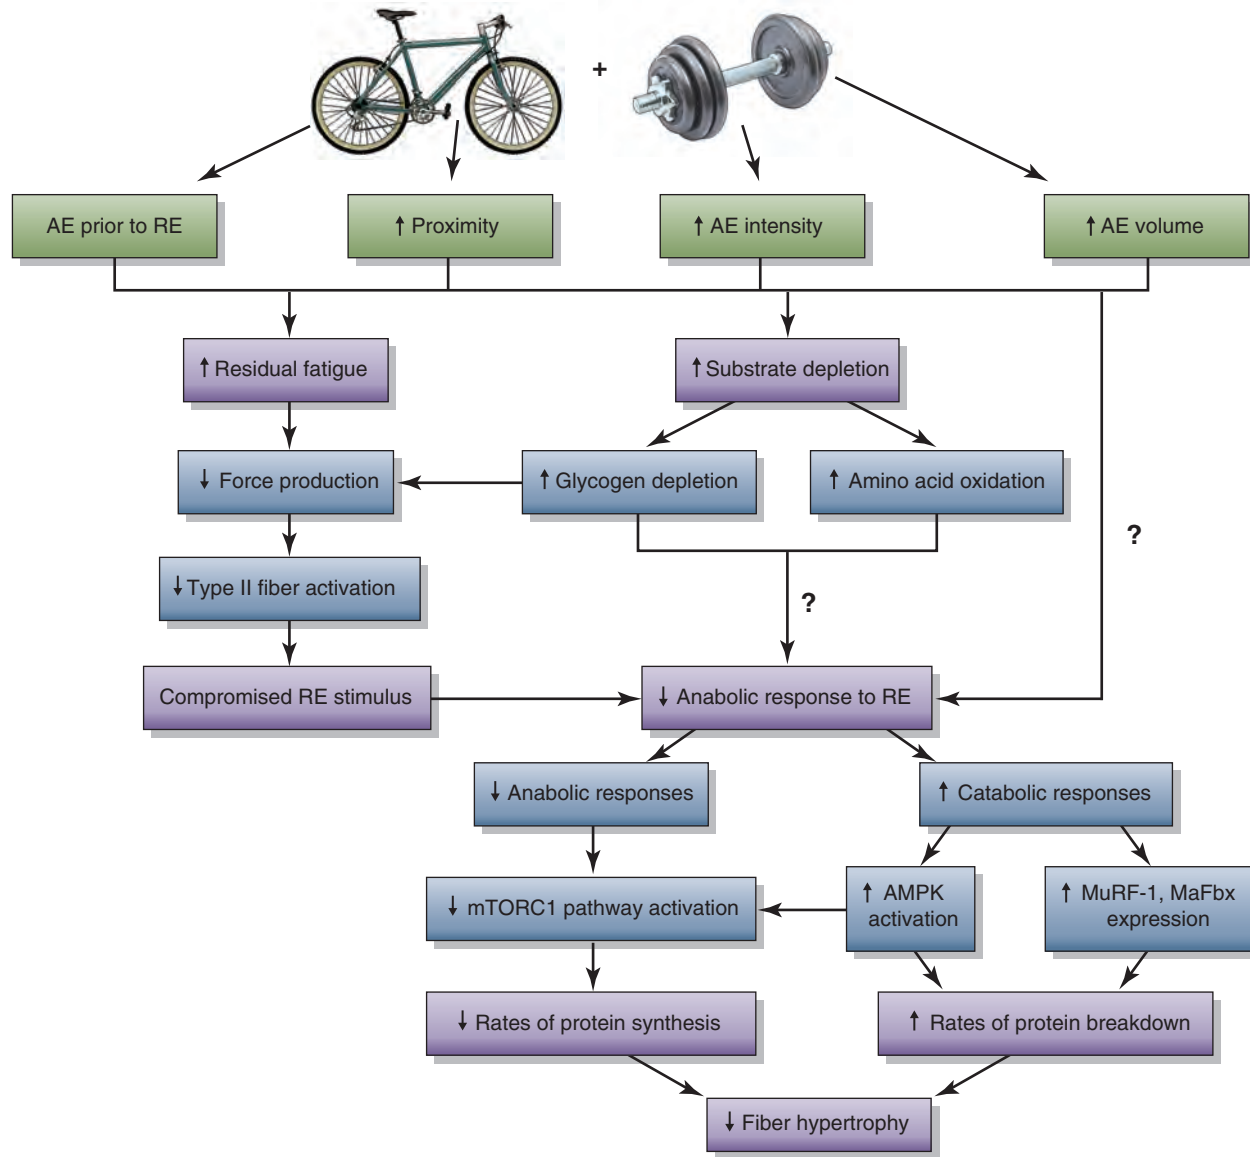 +
AE prior to RE
↑ Proximity
↑ AE intensity
↑ AE volume
↑ Residual fatigue
↑ Substrate depletion
↓ Force production
↑ Glycogen depletion
↑ Amino acid oxidation
?
↓ Type II fiber activation
?
Compromised RE stimulus
↓ Anabolic response to RE
↓ Anabolic responses
↑ Catabolic responses
↓ mTORC1 pathway activation
↑ AMPK
activation
↑ MuRF-1, MaFbx
expression
↓ Rates of protein synthesis
↑ Rates of protein breakdown
↓ Fiber hypertrophy